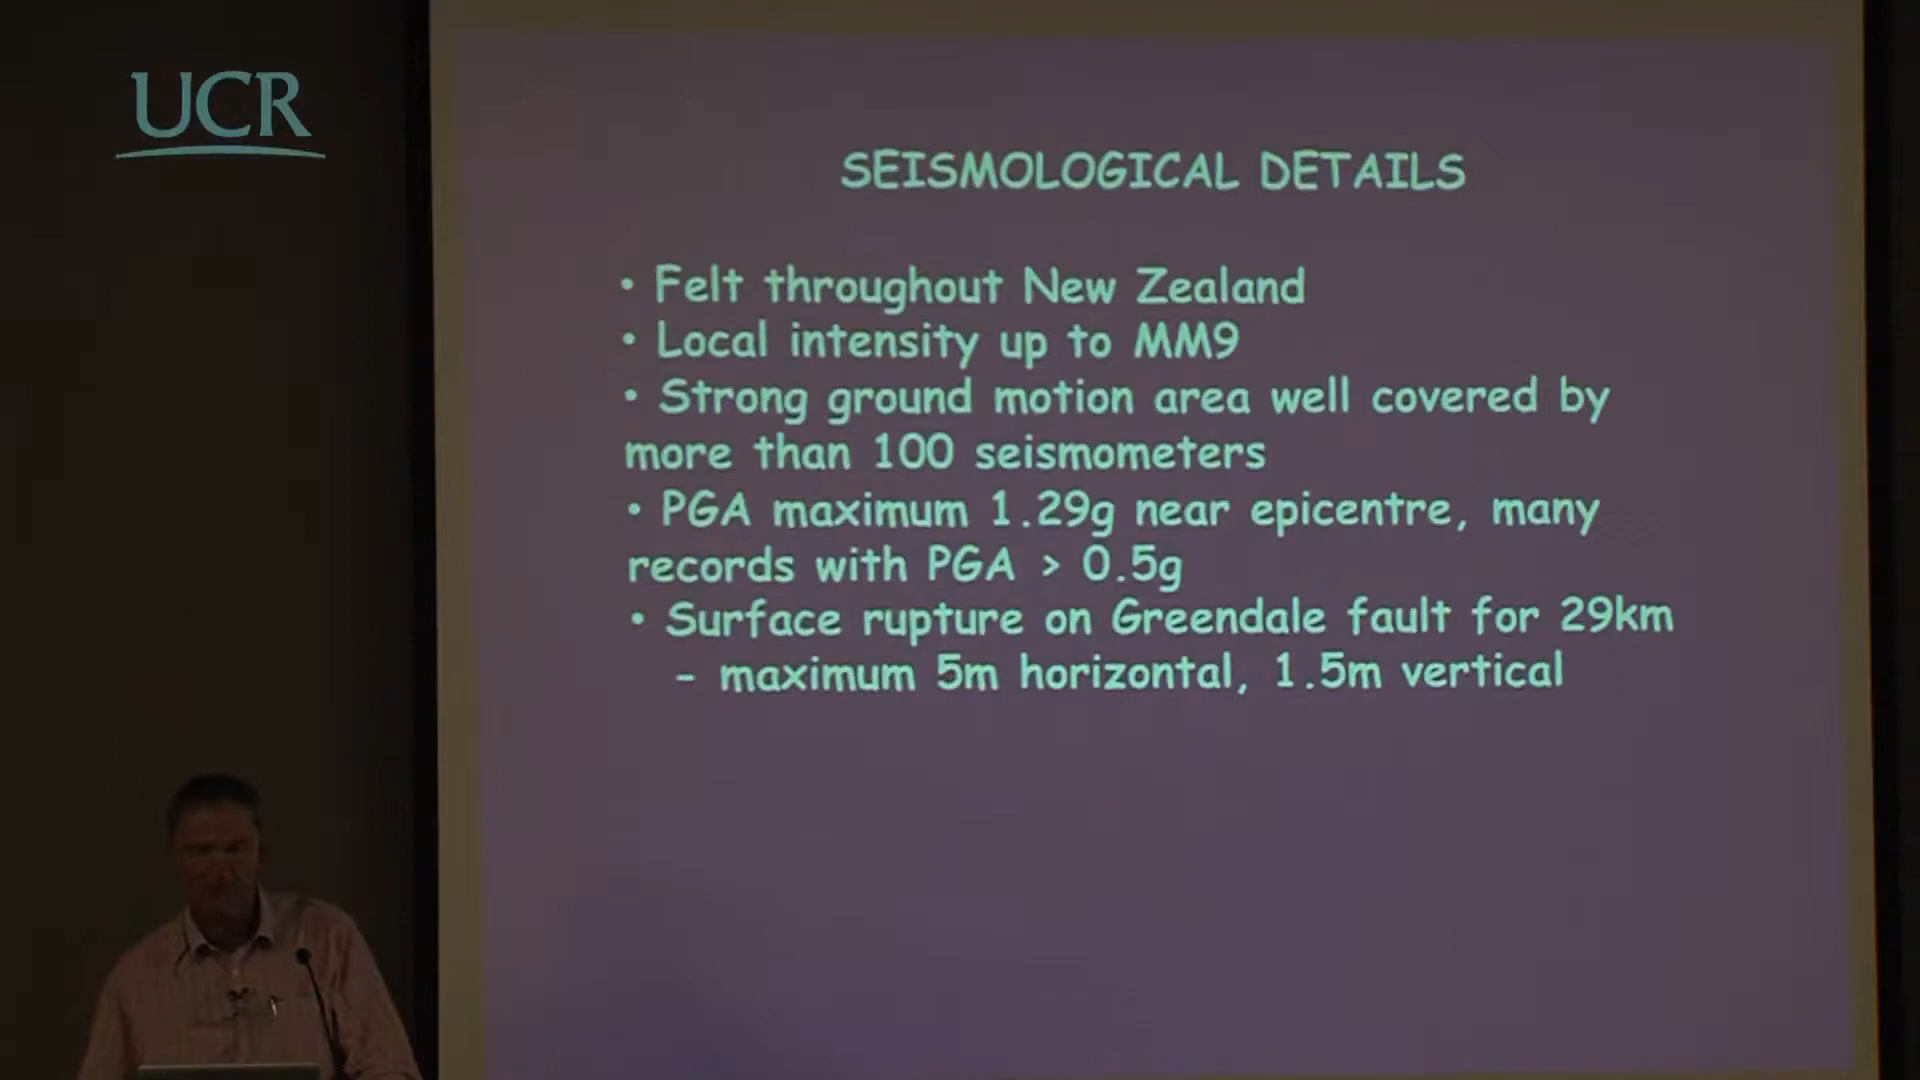 UCR
SEISMOLOGICAL DETAILS
• Felt throughout New Zealand
• Local intensity up to MM9
• Strong ground motion area well covered by
more than 100 seismometers
• PGA maximum 1.29g near epicentre, many
records with PGA > 0.5g
• Surface rupture on Greendale fault for 29km
- maximum 5m horizontal, 1.5m vertical